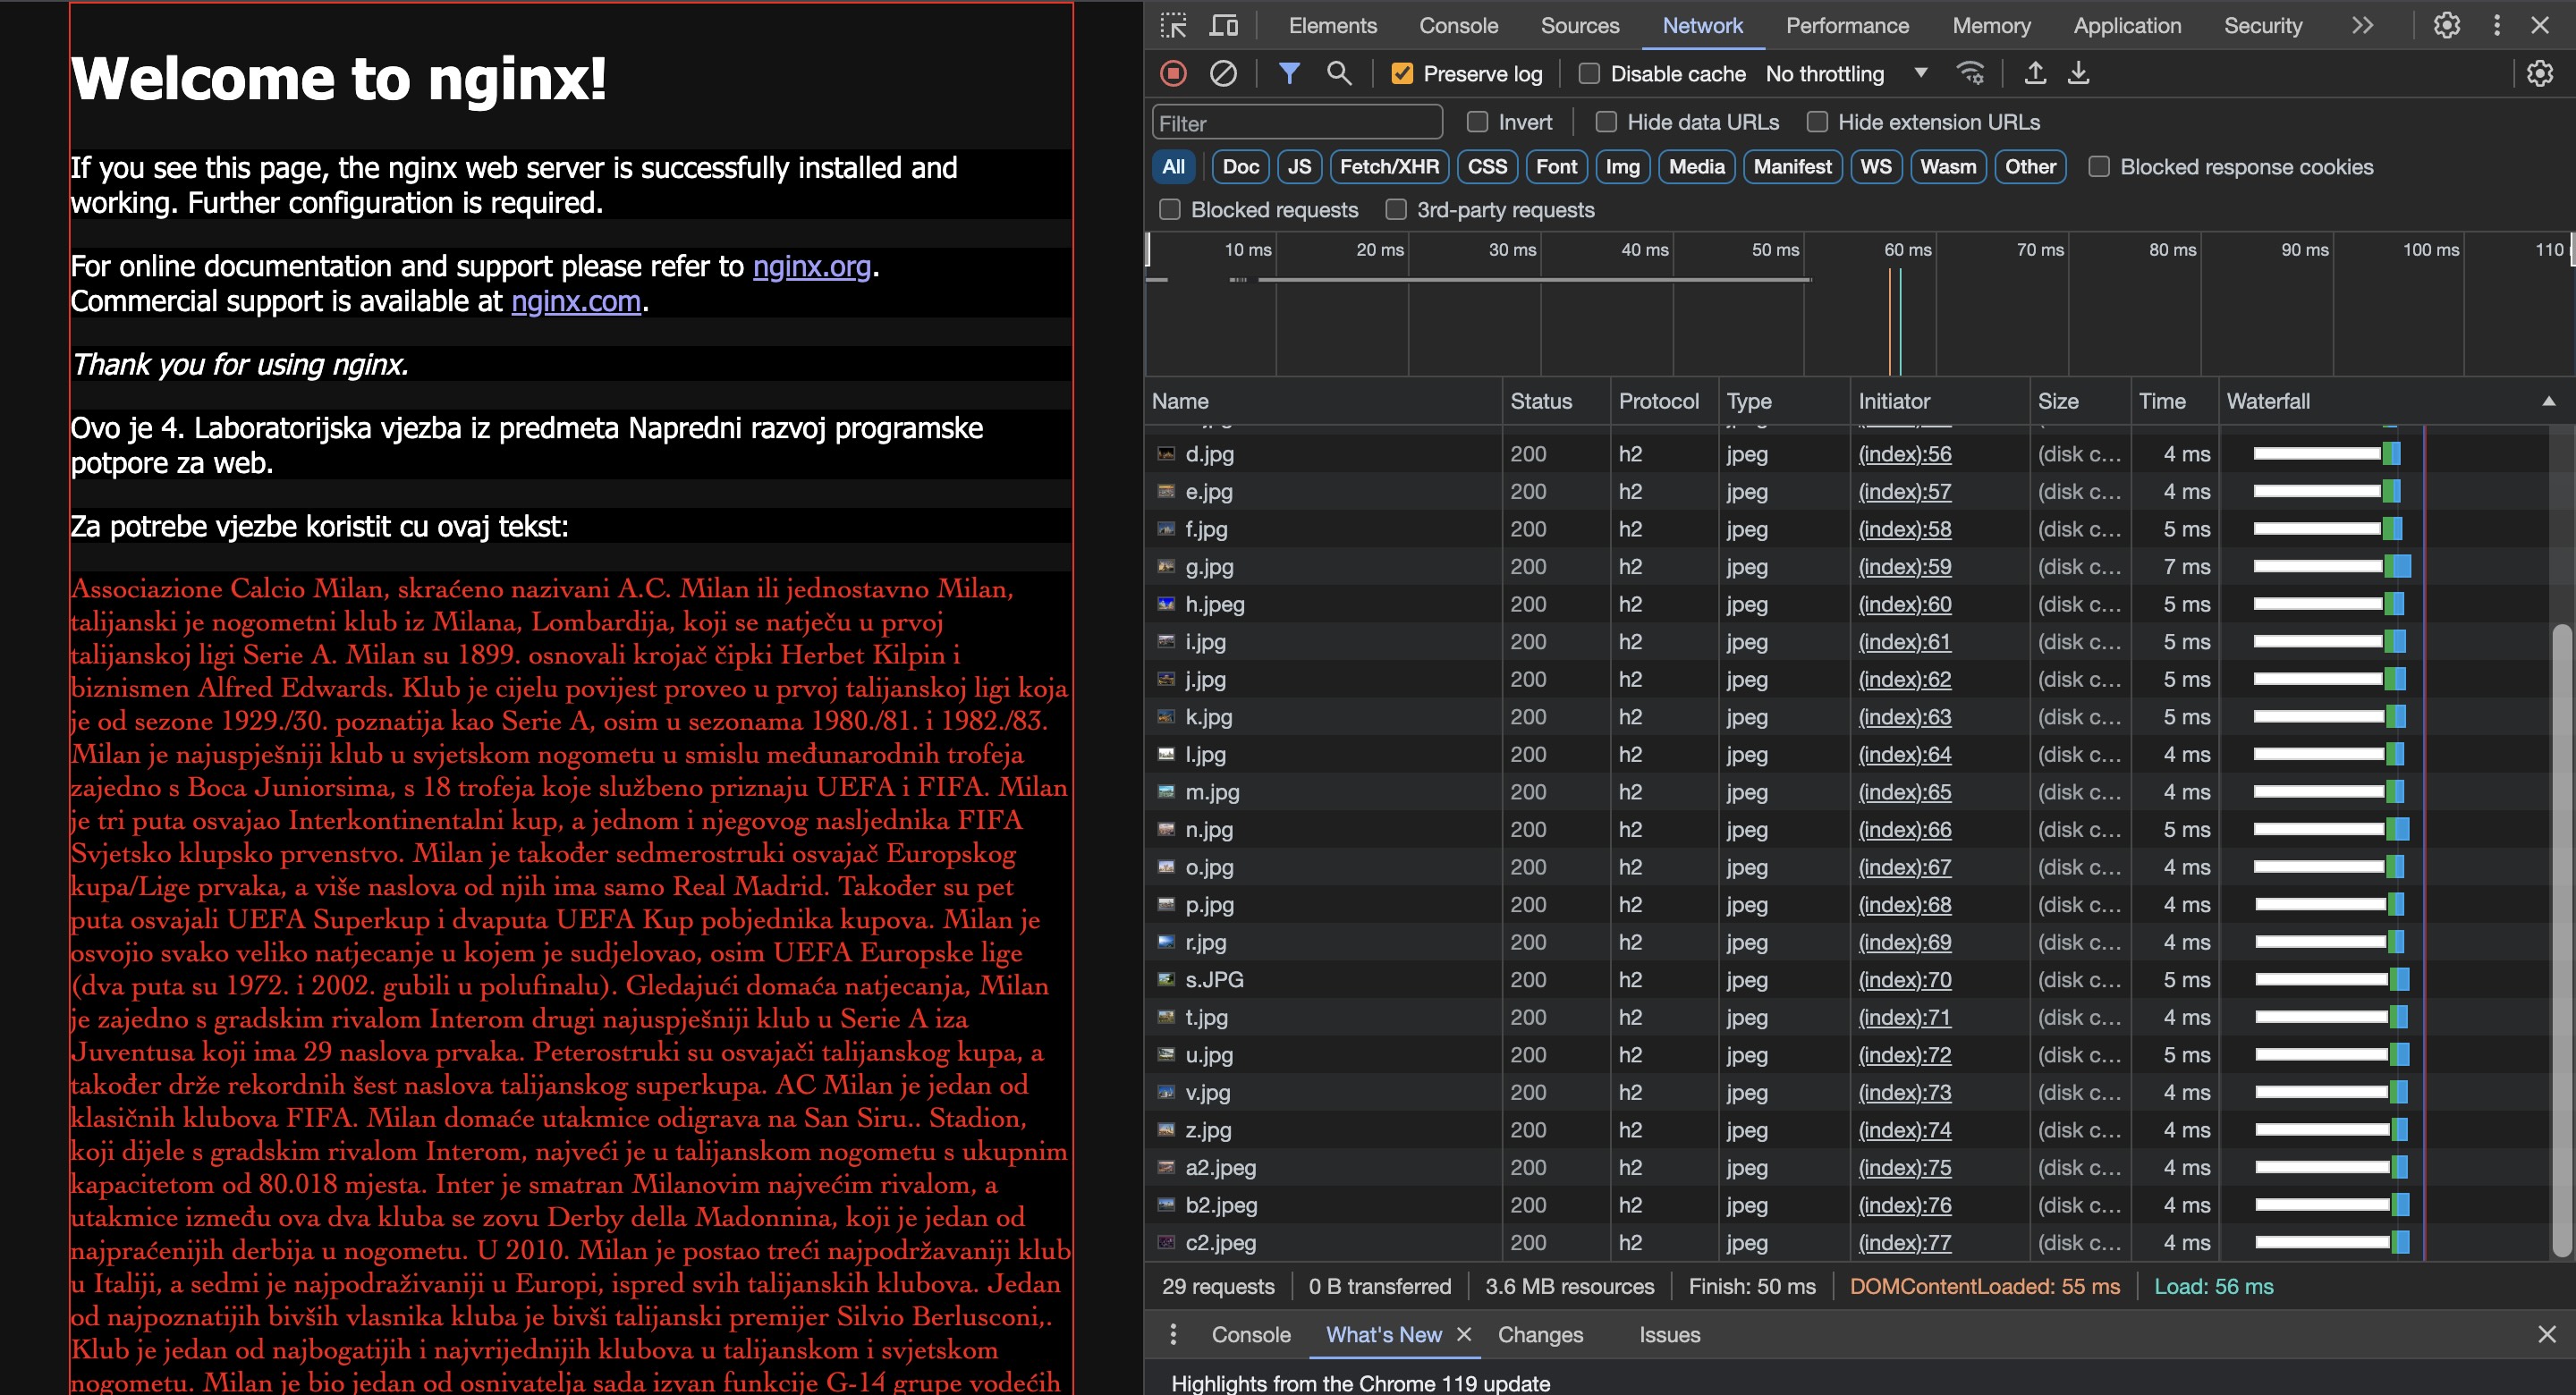 Welcome to nginx!
If you see this page, the nginx web server is successfully installed and
working. Further configuration is required.
For online documentation and support please refer to nginx.org.
Commercial support is available at nginx.com.
Thank you for using nginx.
Ovo je 4. Laboratorijska vjezba iz predmeta Napredni razvoj programske
potpore za web.
Za potrebe vjezbe koristit cu ovaj tekst:
Associazione Calcio Milan, skraćeno nazivani A.C. Milan ili jednostavno Milan,
talijanski je nogometni klub iz Milana, Lombardija, koji se natječu u prvoj
talijanskoj ligi Serie A. Milan su 1899. osnovali krojač čipki Herbet Kilpin i
biznismen Alfred Edwards. Klub je cijelu povijest proveo u prvoj talijanskoj ligi koja
je od sezone 1929./30. poznatija kao Serie A, osim u sezonama 1980./81. i 1982./83.
Milan je najuspješniji klub u svjetskom nogometu u smislu međunarodnih trofeja
zajedno s Boca Juniorsima, s 18 trofeja koje službeno priznaju UEFA i FIFA. Milan
je tri puta osvajao Interkontinentalni kup, a jednom i njegovog nasljednika FIFA
Svjetsko klupsko prvenstvo. Milan je također sedmerostruki osvajač Europskog
kupa/Lige prvaka, a više naslova od njih ima samo Real Madrid. Također su pet
puta osvajali UEFA Superkup i dvaputa UEFA Kup pobjednika kupova. Milan je
osvojio svako veliko natjecanje u kojem je sudjelovao, osim UEFA Europske lige
(dva puta su 1972. i 2002. gubili u polufinalu). Gledajući domaća natjecanja, Milan
je zajedno s gradskim rivalom Interom drugi najuspješniji klub u Serie A iza
Juventusa koji ima 29 naslova prvaka. Peterostruki su osvajači talijanskog kupa, a
također drže rekordnih šest naslova talijanskog superkupa. AC Milan je jedan od
klasičnih klubova FIFA. Milan domaće utakmice odigrava na San Siru.. Stadion,
koji dijele s gradskim rivalom Interom, najveći je u talijanskom nogometu s ukupnim
kapacitetom od 80.018 mjesta. Inter je smatran Milanovim najvećim rivalom, a
utakmice između ova dva kluba se zovu Derby della Madonnina, koji je jedan od
najpraćenijih derbija u nogometu. U 2010. Milan je postao treći najpodržavaniji klub
u Italiji, a sedmi je najpodraživaniji u Europi, ispred svih talijanskih klubova. Jedan
od najpoznatijih bivših vlasnika kluba je bivši talijanski premijer Silvio Berlusconi,.
Klub je jedan od najbogatijih i najvrijednijih klubova u talijanskom i svjetskom
nogometu. Milan je bio jedan od osnivatelja sada izvan funkcije G-14 grupe vodećih
Elements Console Sources Network Performance Memory Application Security
Preserve log Disable cache No throttling
Filter Invert Hide data URLs Hide extension URLs
All Doc JS Fetch/XHR CSS Font Img Media Manifest WS Wasm Other Blocked response cookies
Blocked requests 3rd-party requests
10 ms 20 ms 30 ms 40 ms 50 ms 60 ms 70 ms 80 ms 90 ms 100 ms 110
Name Status Protocol Type Initiator Size Time Waterfall
d.jpg 200 h2 jpeg (index):56 (disk c... 4 ms
e.jpg 200 h2 jpeg (index):57 (disk c... 4 ms
f.jpg 200 h2 jpeg (index):58 (disk c... 5 ms
g.jpg 200 h2 jpeg (index):59 (disk c... 7 ms
h.jpeg 200 h2 jpeg (index):60 (disk c... 5 ms
i.jpg 200 h2 jpeg (index):61 (disk c... 5 ms
j.jpg 200 h2 jpeg (index):62 (disk c... 5 ms
k.jpg 200 h2 jpeg (index):63 (disk c... 5 ms
l.jpg 200 h2 jpeg (index):64 (disk c... 4 ms
m.jpg 200 h2 jpeg (index):65 (disk c... 4 ms
n.jpg 200 h2 jpeg (index):66 (disk c... 5 ms
o.jpg 200 h2 jpeg (index):67 (disk c... 4 ms
p.jpg 200 h2 jpeg (index):68 (disk c... 4 ms
r.jpg 200 h2 jpeg (index):69 (disk c... 4 ms
s.JPG 200 h2 jpeg (index):70 (disk c... 5 ms
t.jpg 200 h2 jpeg (index):71 (disk c... 4 ms
u.jpg 200 h2 jpeg (index):72 (disk c... 5 ms
v.jpg 200 h2 jpeg (index):73 (disk c... 4 ms
z.jpg 200 h2 jpeg (index):74 (disk c... 4 ms
a2.jpeg 200 h2 jpeg (index):75 (disk c... 4 ms
b2.jpeg 200 h2 jpeg (index):76 (disk c... 4 ms
c2.jpeg 200 h2 jpeg (index):77 (disk c... 4 ms
29 requests 0 B transferred 3.6 MB resources Finish: 50 ms DOMContentLoaded: 55 ms Load: 56 ms
Console What's New Changes Issues
Highlights from the Chrome 119 update